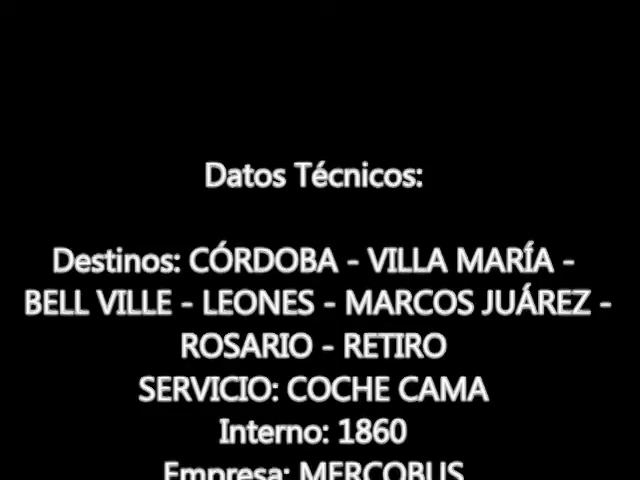 Datos Técnicos:
Destinos: CÓRDOBA - VILLA MARÍA -
BELL VILLE - LEONES - MARCOS JUÁREZ -
ROSARIO - RETIRO
SERVICIO: COCHE CAMA
Interno: 1860
Empresa: MERCOBUS